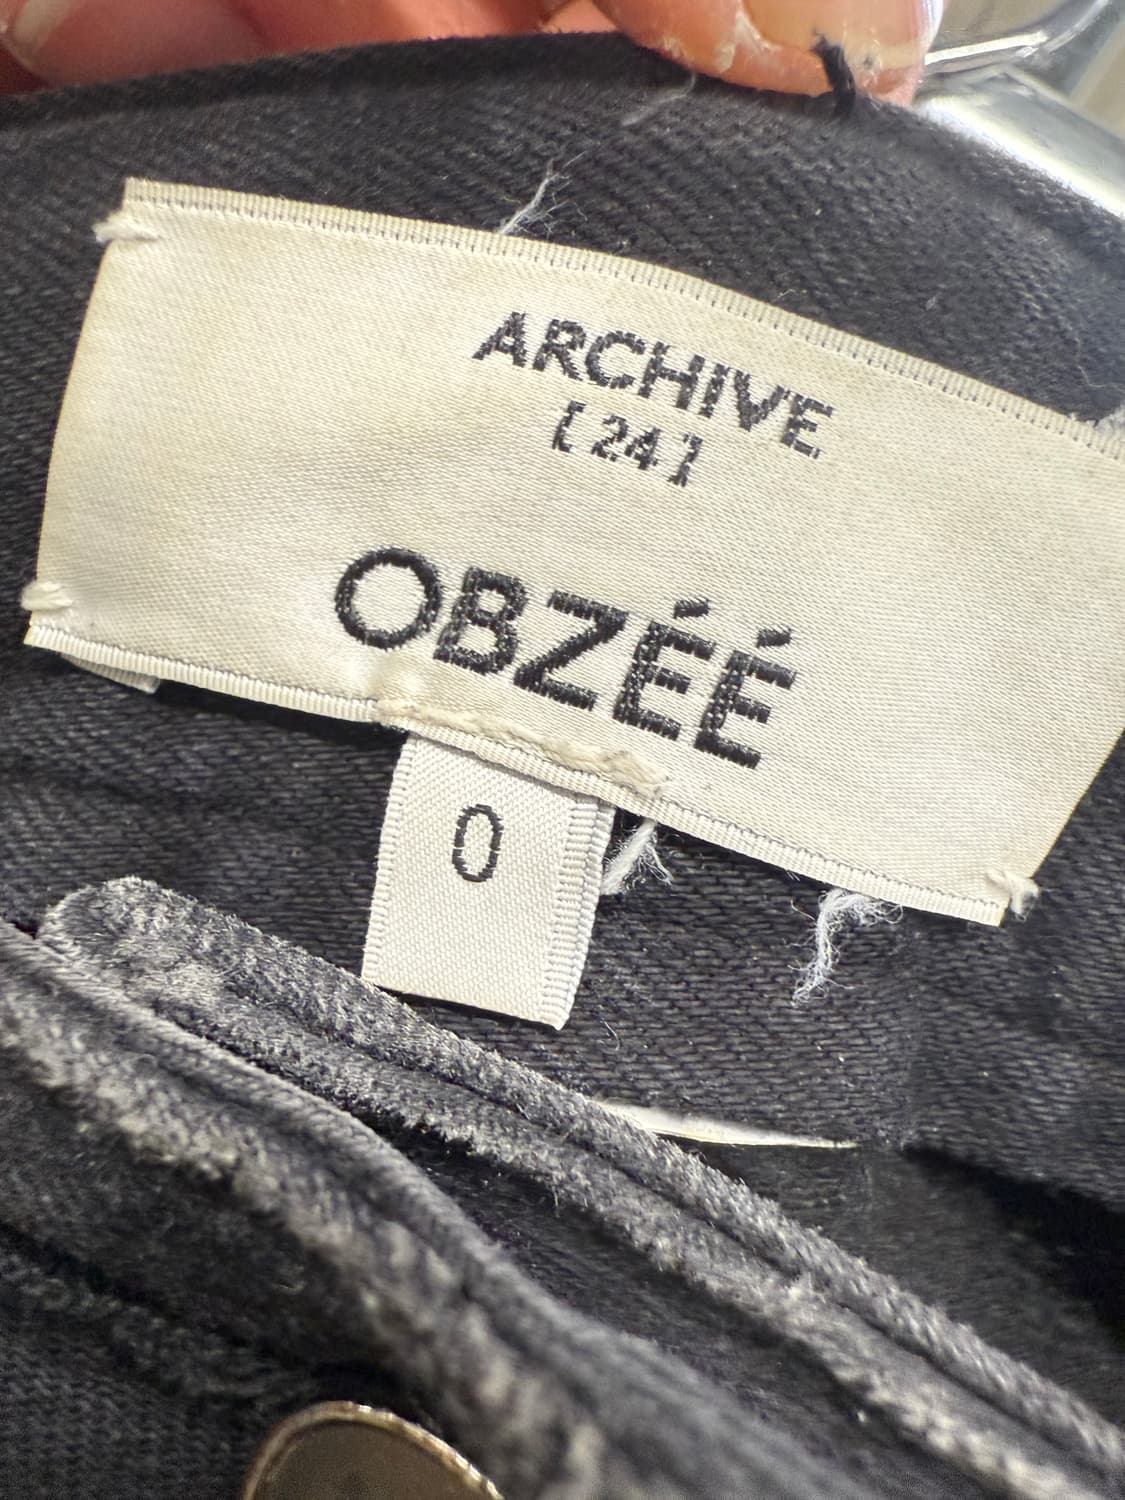 ARCHIVE
[24]
OBZÉÉ
0